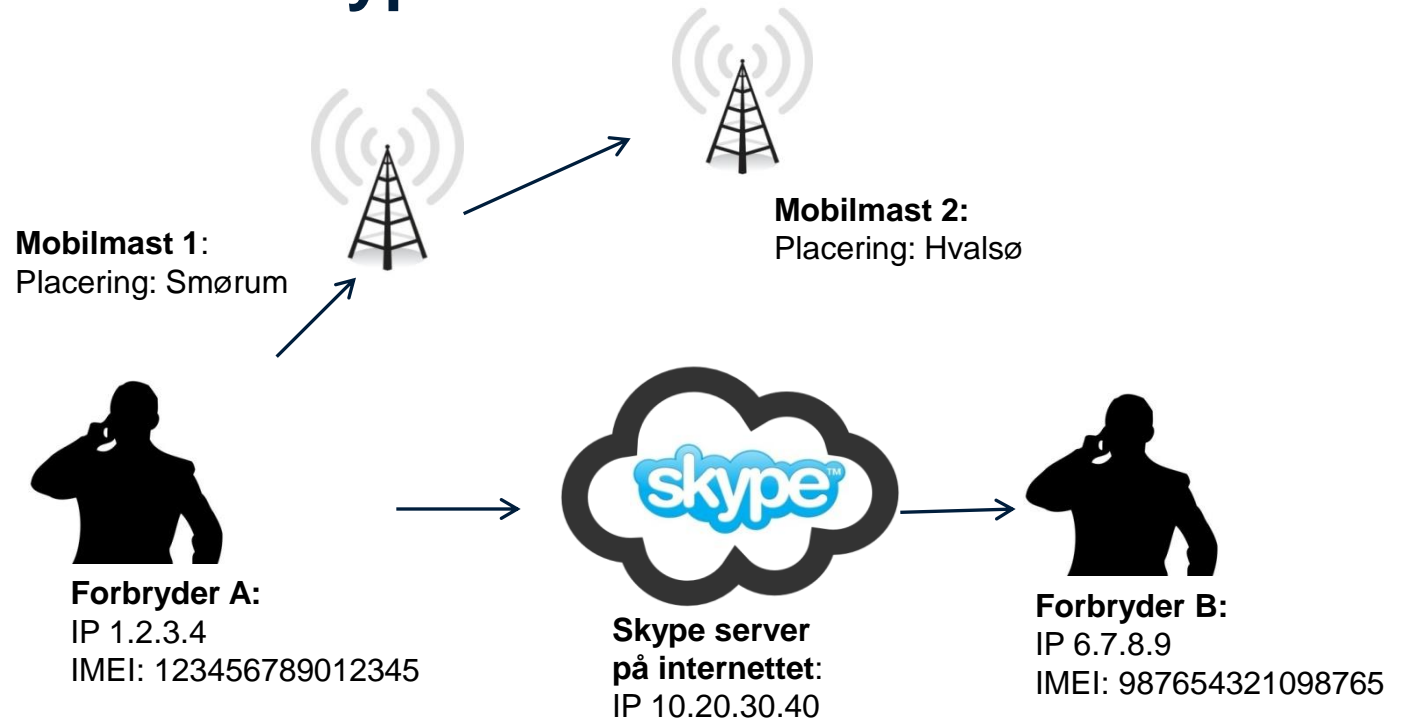 Mobilmast 1:
Placering: Smørum
Mobilmast 2:
Placering: Hvalsø
skype™
Forbryder A:
IP 1.2.3.4
IMEI: 123456789012345
Skype server
på internettet:
IP 10.20.30.40
Forbryder B:
IP 6.7.8.9
IMEI: 987654321098765